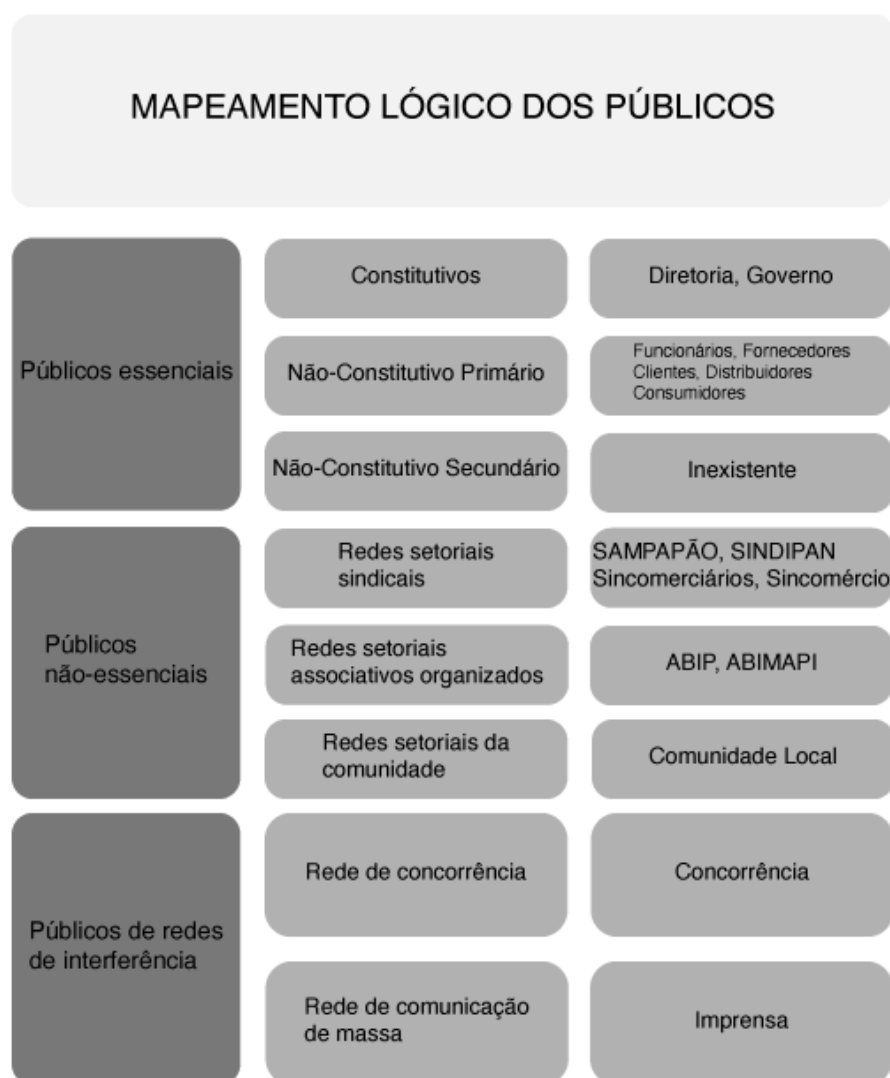 MAPEAMENTO LÓGICO DOS PÚBLICOS
Públicos essenciais
Constitutivos
Diretoria, Governo
Não-Constitutivo Primário
Funcionários, Fornecedores
Clientes, Distribuidores
Consumidores
Não-Constitutivo Secundário
Inexistente
Públicos
não-essenciais
Redes setoriais
sindicais
SAMPAPÃO, SINDIPAN
Sincomerciários, Sincomércio
Redes setoriais
associativos organizados
ABIP, ABIMAPI
Redes setoriais da
comunidade
Comunidade Local
Públicos de redes
de interferência
Rede de concorrência
Concorrência
Rede de comunicação
de massa
Imprensa